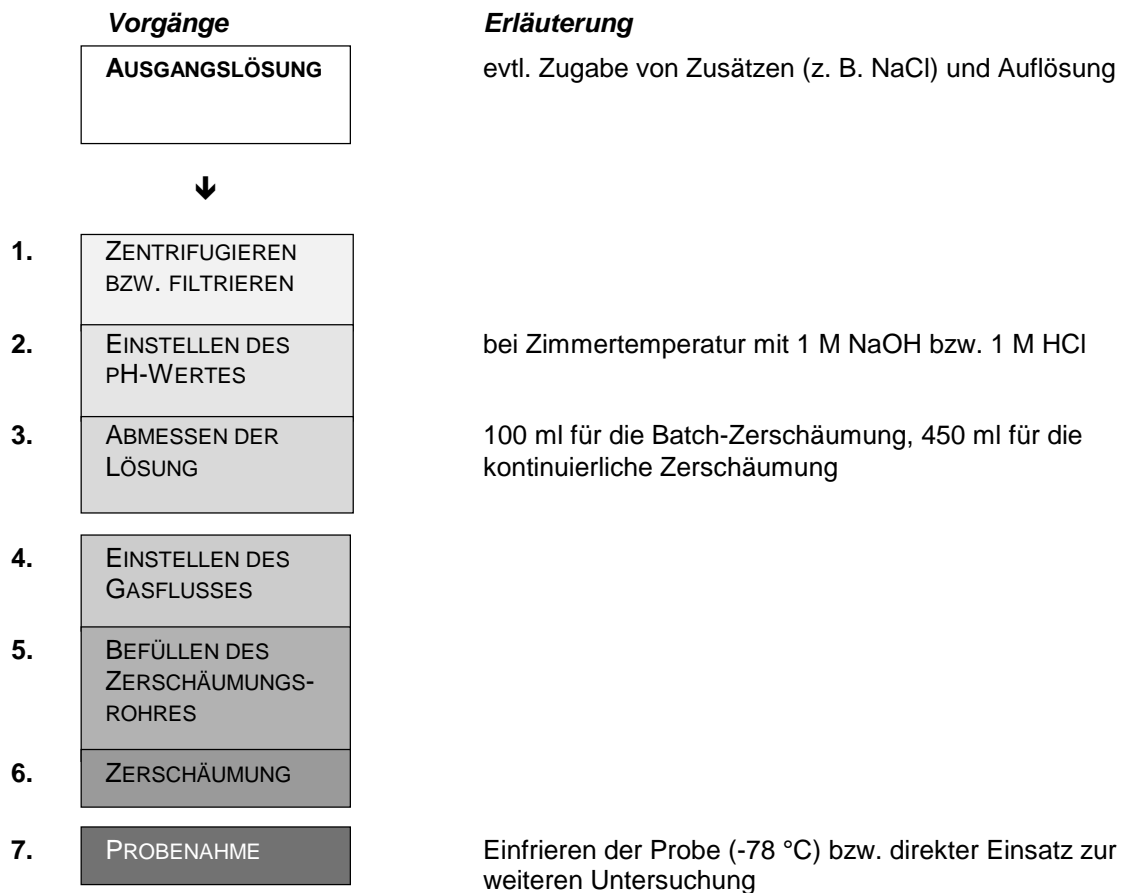 Vorgänge Erläuterung
AUSGANGSLÖSUNG evtl. Zugabe von Zusätzen (z. B. NaCl) und Auflösung
1. ZENTRIFUGIEREN
BZW. FILTRIEREN
2. EINSTELLEN DES bei Zimmertemperatur mit 1 M NaOH bzw. 1 M HCl
PH-WERTES
3. ABMESSEN DER 100 ml für die Batch-Zerschäumung, 450 ml für die
LÖSUNG kontinuierliche Zerschäumung
4. EINSTELLEN DES
GASFLUSSES
5. BEFÜLLEN DES
ZERSCHÄUMUNGS-
ROHRES
6. ZERSCHÄUMUNG
7. PROBENAHME Einfrieren der Probe (-78 °C) bzw. direkter Einsatz zur
weiteren Untersuchung